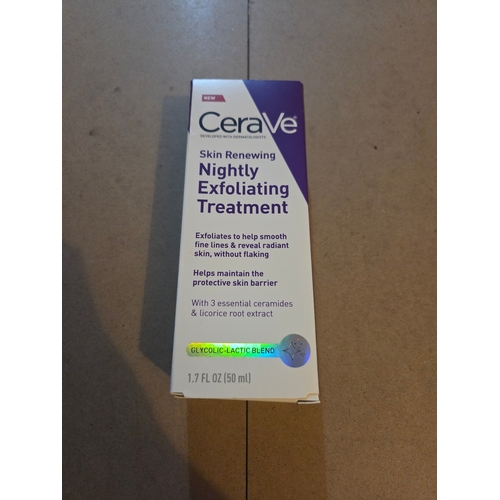 NEW
CeraVe®
DEVELOPED WITH DERMATOLOGISTS
Skin Renewing
Nightly
Exfoliating
Treatment
Exfoliates to help smooth
fine lines & reveal radiant
skin, without flaking
Helps maintain the
protective skin barrier
With 3 essential ceramides
& licorice root extract
GLYCOLIC-LACTIC BLEND
1.7 FL OZ (50 ml)